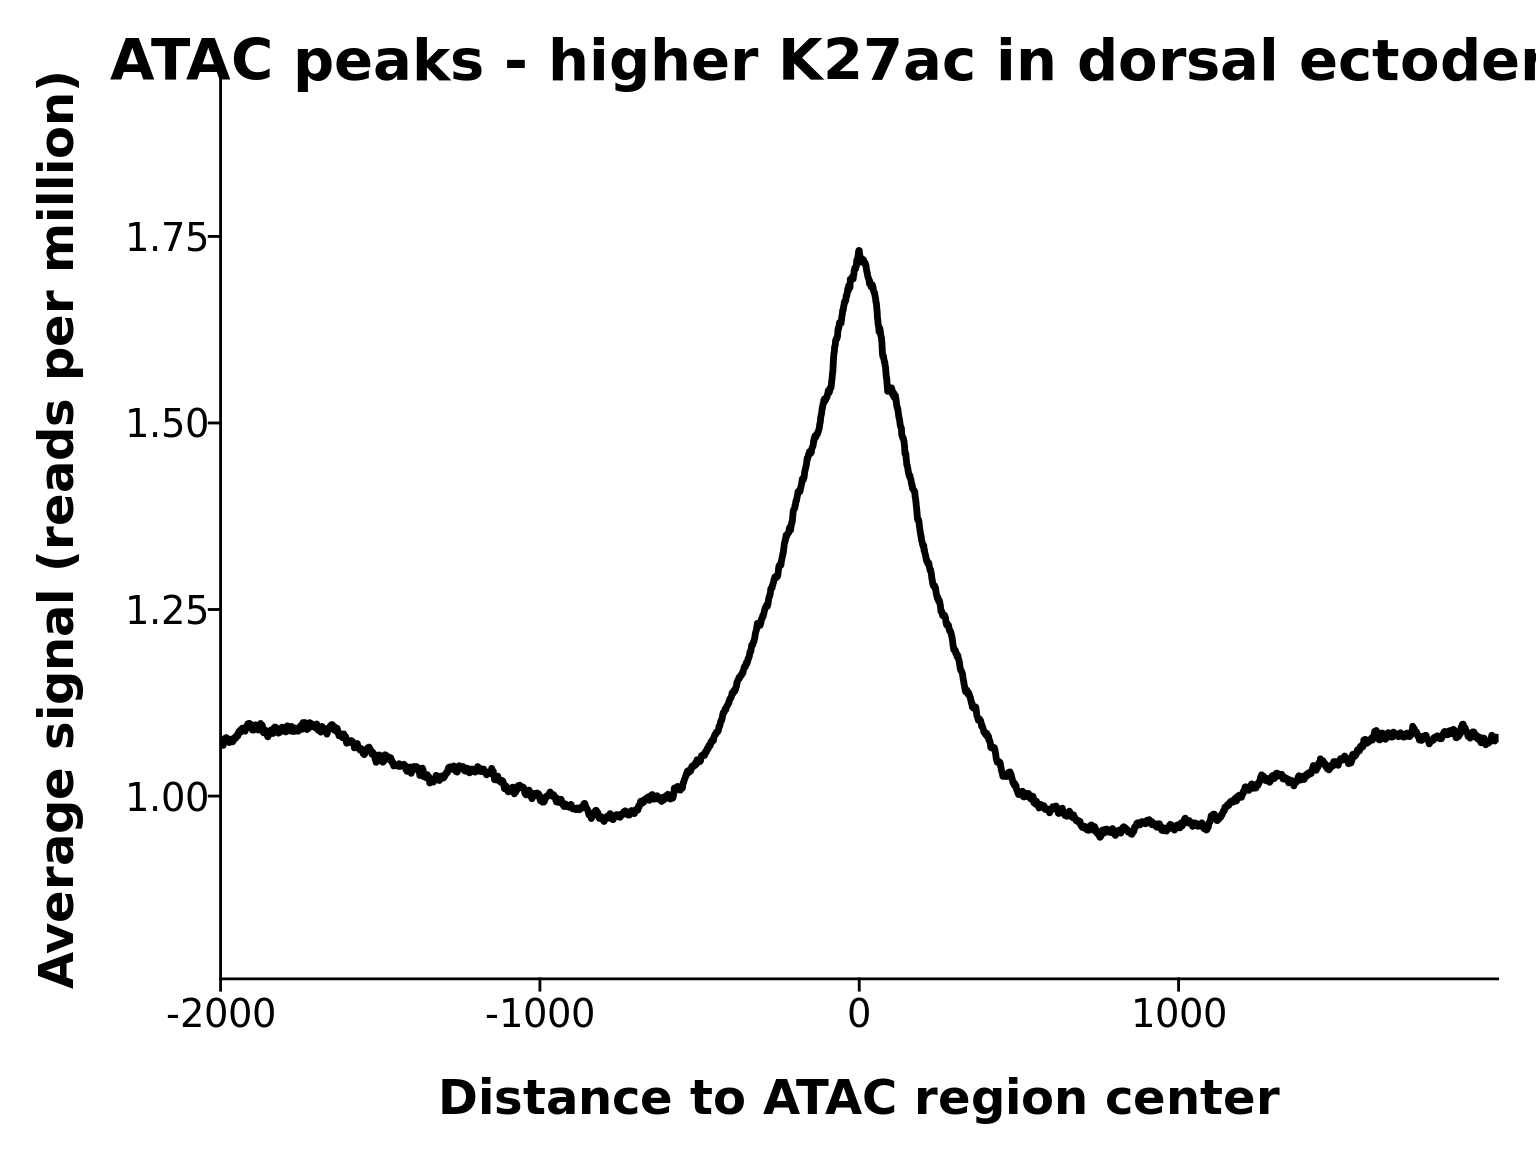 ATAC peaks - higher K27ac in dorsal ectoder
Average signal (reads per million)
1.75
1.50
1.25
1.00
-2000 -1000 0 1000
Distance to ATAC region center